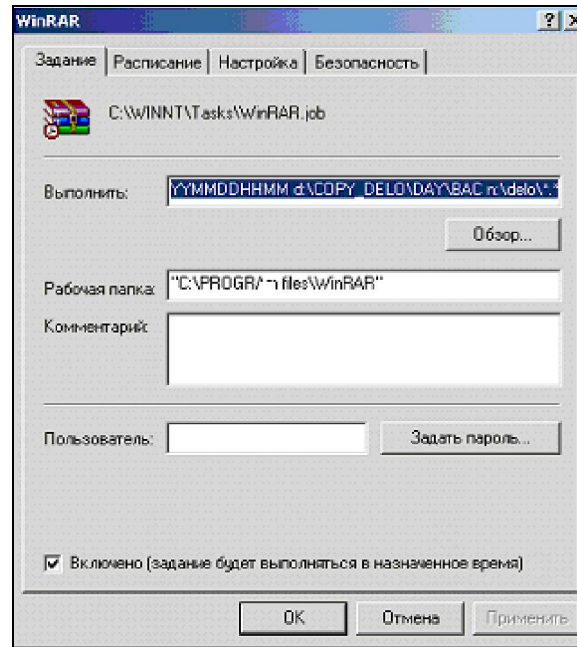 WinRAR
Задание Расписание Настройка Безопасность
C:\WINNT\Tasks\WinRAR.job
Выполнить: YYMMDDHHMM d:\COPY_DELO\DAY\BAC n:\delo\*.*
Обзор...
Рабочая папка: "C:\PROGRA files\WinRAR"
Комментарий:
Пользователь:
Задать пароль...
Включено (задание будет выполняться в назначенное время)
OK Отмена Применить